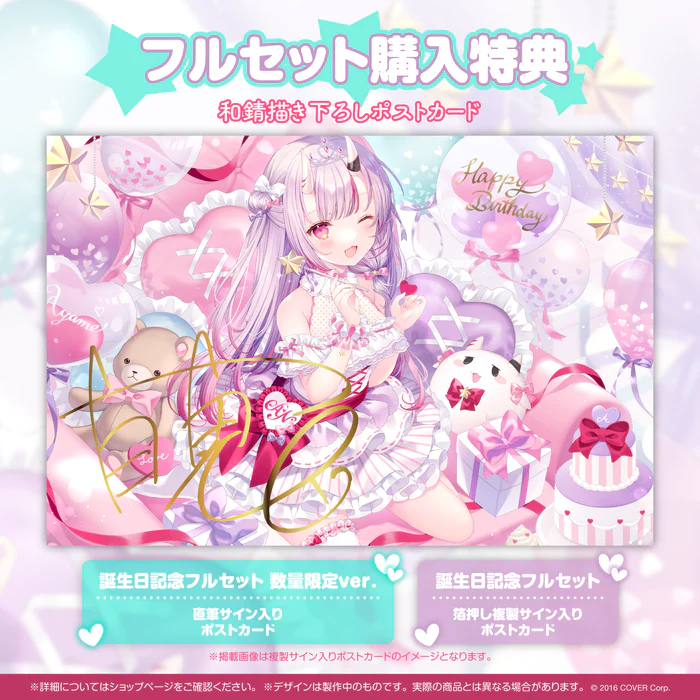 フルセット購入特典
和錆描き下ろしポストカード
Happy
Birthday
Ayame
Love
誕生日記念フルセット 数量限定ver.
直筆サイン入り
ポストカード
誕生日記念フルセット
箔押し複製サイン入り
ポストカード
※掲載画像は複製サイン入りポストカードのイメージとなります。
※詳細についてはショップページをご確認ください。 ※デザインは製作中のものです。実際の商品とは異なる場合があります。 © 2016 COVER Corp.